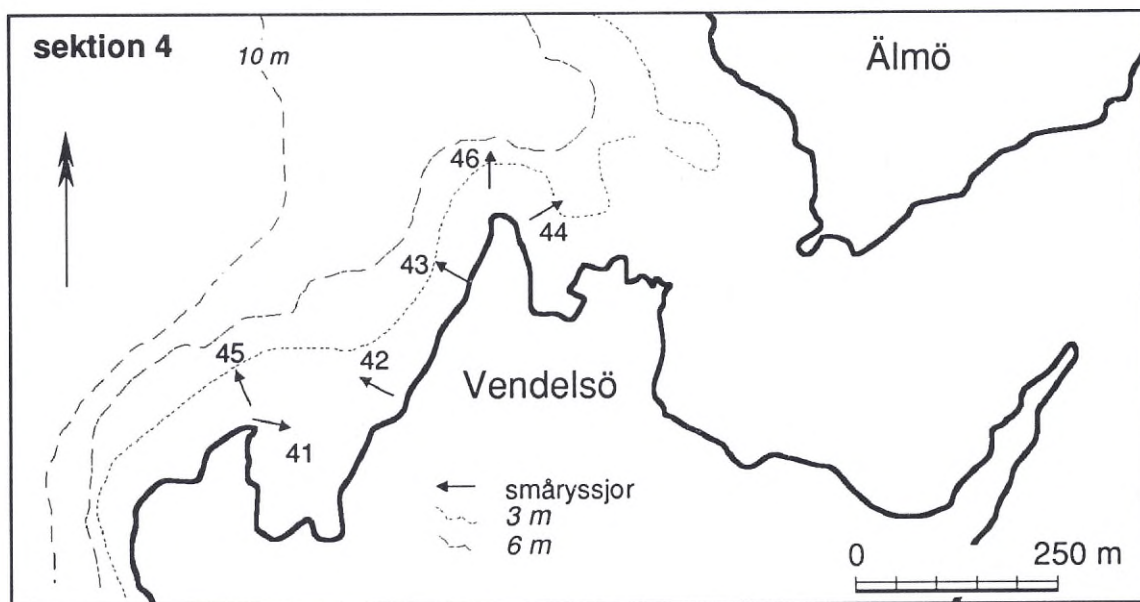 sektion 4
10 m
Älmö
46
44
43
45
42
Vendelsö
41
småryssjor
3 m
6 m
0 250 m